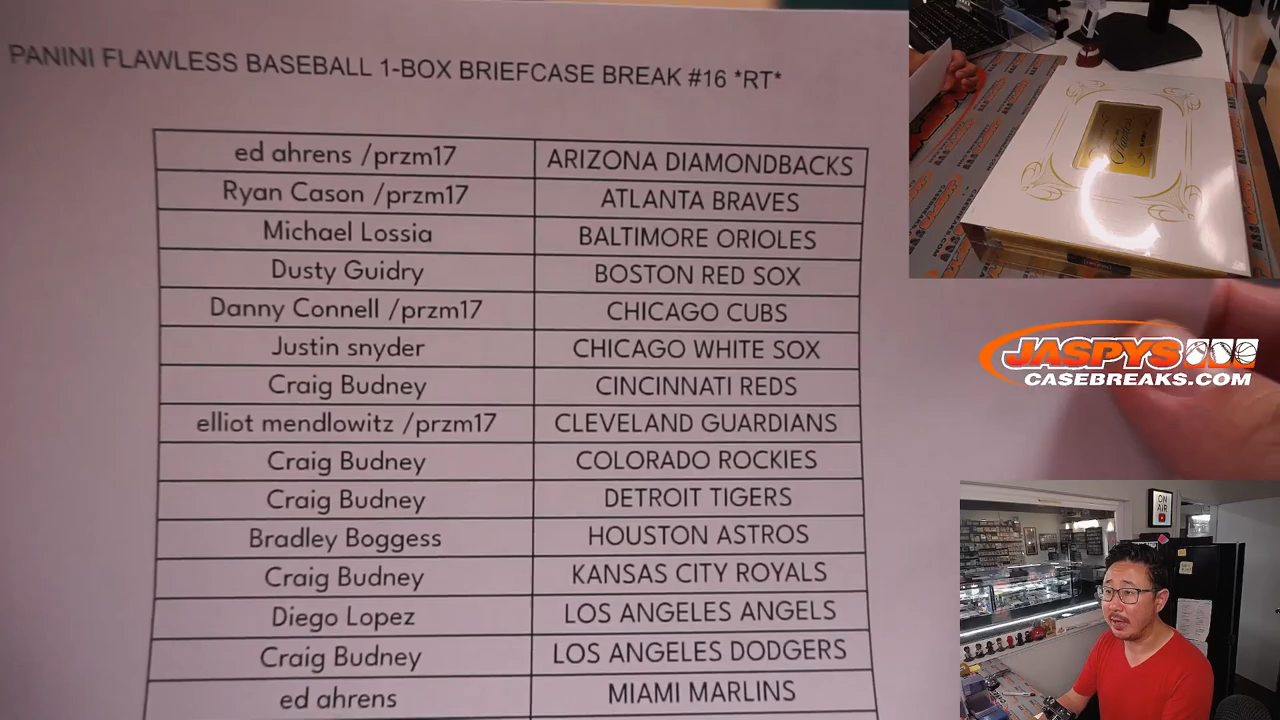 PANINI FLAWLESS BASEBALL 1-BOX BRIEFCASE BREAK #16 *RT*
ed ahrens /przm17 ARIZONA DIAMONDBACKS
Ryan Cason /przm17 ATLANTA BRAVES
Michael Lossia BALTIMORE ORIOLES
Dusty Guidry BOSTON RED SOX
Danny Connell /przm17 CHICAGO CUBS
Justin snyder CHICAGO WHITE SOX
Craig Budney CINCINNATI REDS
elliot mendlowitz /przm17 CLEVELAND GUARDIANS
Craig Budney COLORADO ROCKIES
Craig Budney DETROIT TIGERS
Bradley Boggess HOUSTON ASTROS
Craig Budney KANSAS CITY ROYALS
Diego Lopez LOS ANGELES ANGELS
Craig Budney LOS ANGELES DODGERS
ed ahrens MIAMI MARLINS
Flawless
JASPYS
CASEBREAKS.COM
ON
AIR